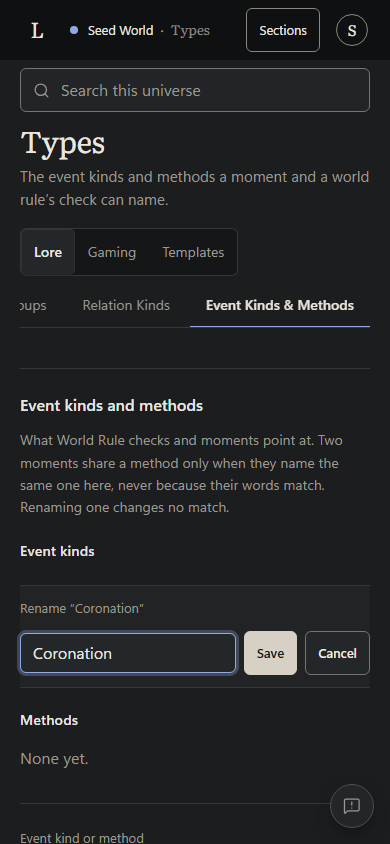 L
Seed World · Types
Sections
S
Search this universe
Types
The event kinds and methods a moment and a world
rule's check can name.
Lore
Gaming
Templates
Relation Kinds
Event Kinds & Methods
Event kinds and methods
What World Rule checks and moments point at. Two
moments share a method only when they name the
same one here, never because their words match.
Renaming one changes no match.
Event kinds
Rename “Coronation”
Coronation
Save
Cancel
Methods
None yet.
Event kind or method